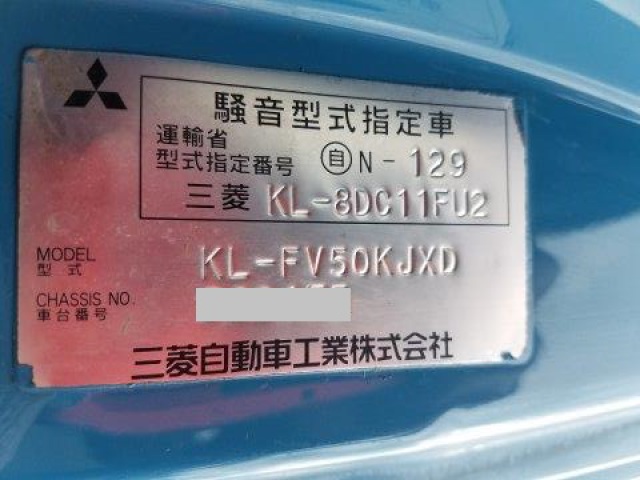 騒音型式指定車
運輸省
型式指定番号 自N-129
三菱 KL-8DC11FU2
MODEL KL-FV50KJXD
型式
CHASSIS NO.
車台番号
三菱自動車工業株式会社